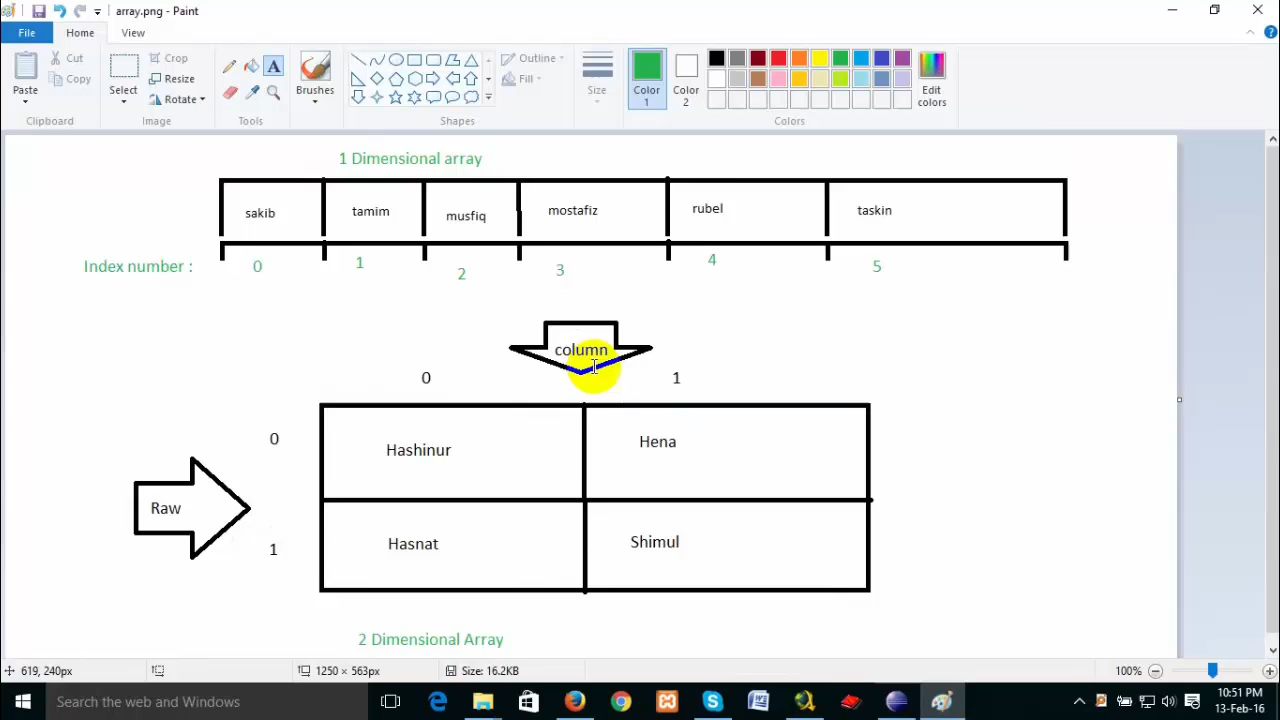 array.png - Paint
File Home View
Paste Cut Copy Clipboard
Select Crop Resize Rotate Image
A Tools
Brushes
Outline Fill Shapes
Size
Color 1 Color 2 Edit colors Colors
1 Dimensional array
sakib tamim musfiq mostafiz rubel taskin
Index number : 0 1 2 3 4 5
column
0 1
0 Hashinur Hena
Raw
1 Hasnat Shimul
2 Dimensional Array
619, 240px 1250 × 563px Size: 16.2KB 100%
Search the web and Windows
10:51 PM
13-Feb-16